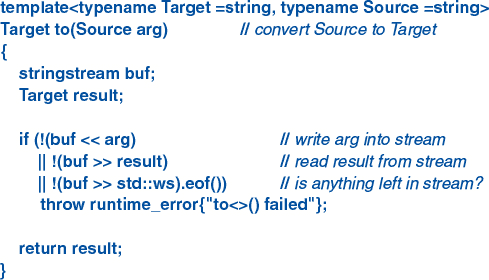 template<typename Target =string, typename Source =string>
Target to(Source arg) // convert Source to Target
{
stringstream buf;
Target result;
if (!(buf << arg) // write arg into stream
|| !(buf >> result) // read result from stream
|| !(buf >> std::ws).eof()) // is anything left in stream?
throw runtime_error{"to<>() failed"};
return result;
}